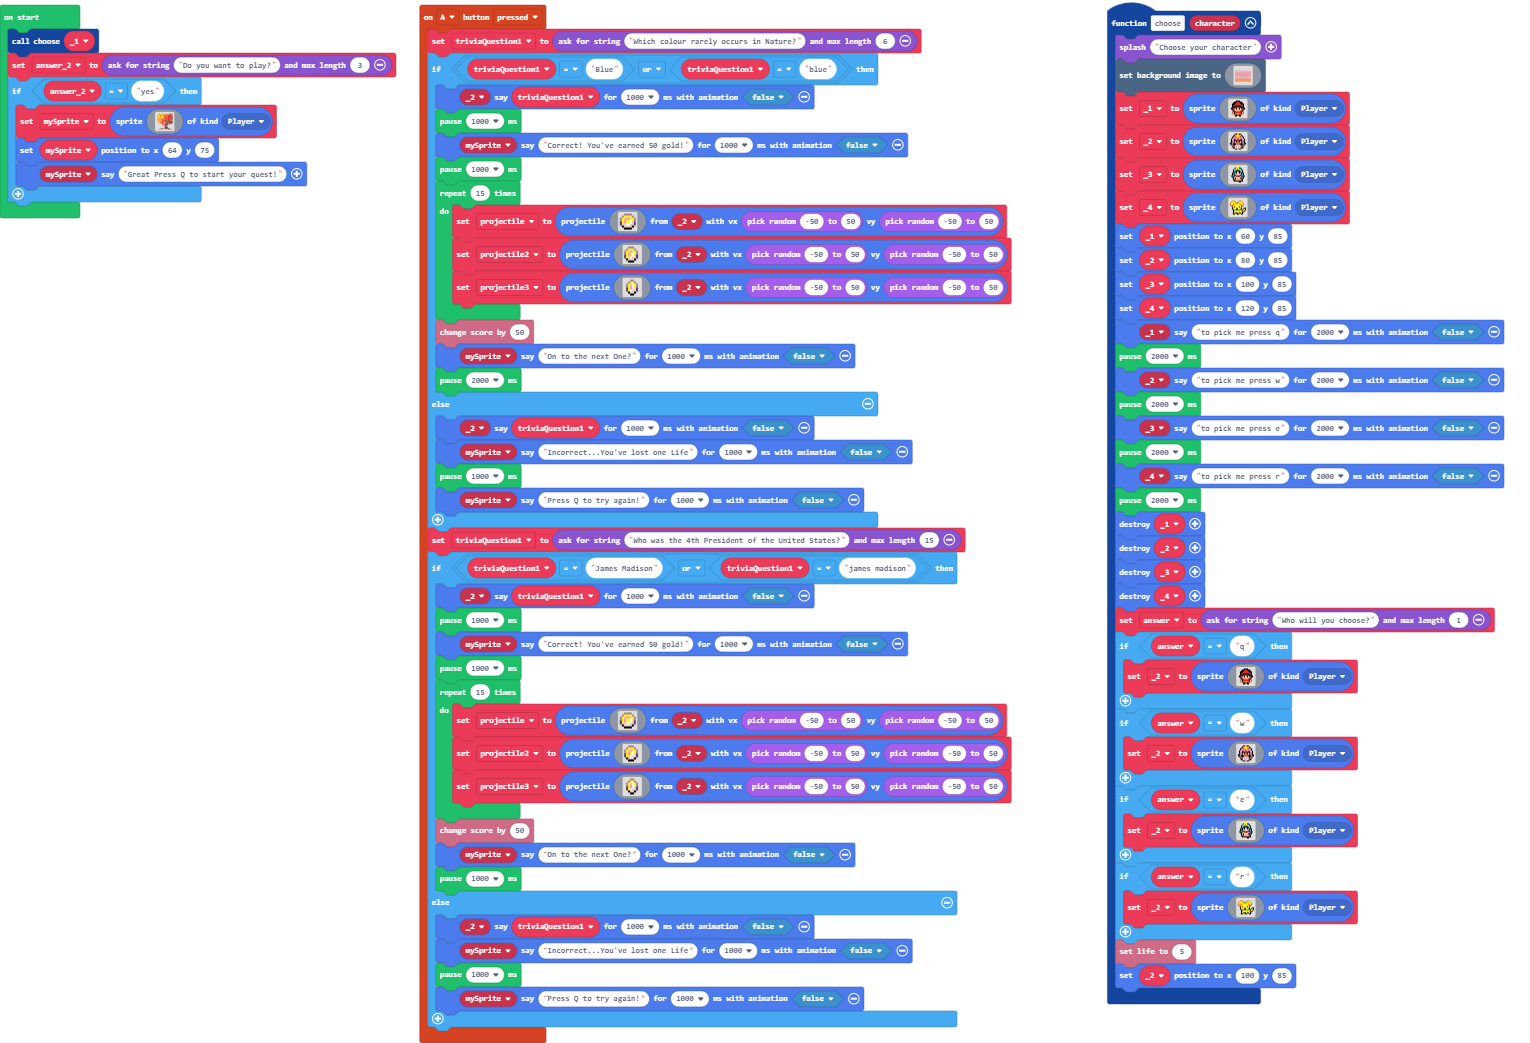 on start
call choose _1
set answer_2 to ask for string "Do you want to play?" and max length 3
if answer_2 = "yes" then
set mySprite to sprite of kind Player
set mySprite position to x 64 y 75
mySprite say "Great Press Q to start your quest!"
on A button pressed
set triviaQuestion1 to ask for string "Which colour rarely occurs in Nature?" and max length 6
if triviaQuestion1 = "Blue" or triviaQuestion1 = "blue" then
_2 say triviaQuestion1 for 1000 ms with animation false
pause 1000 ms
mySprite say "Correct! You've earned 50 gold!" for 1000 ms with animation false
pause 1000 ms
repeat 15 times
do
set projectile to projectile from _2 with vx pick random -50 to 50 vy pick random -50 to 50
set projectile2 to projectile from _2 with vx pick random -50 to 50 vy pick random -50 to 50
set projectile3 to projectile from _2 with vx pick random -50 to 50 vy pick random -50 to 50
change score by 50
mySprite say "On to the next One?" for 1000 ms with animation false
pause 2000 ms
else
_2 say triviaQuestion1 for 1000 ms with animation false
mySprite say "Incorrect...You've lost one Life" for 1000 ms with animation false
pause 1000 ms
mySprite say "Press Q to try again!" for 1000 ms with animation false
set triviaQuestion1 to ask for string "Who was the 4th President of the United States?" and max length 15
if triviaQuestion1 = "James Madison" or triviaQuestion1 = "james madison" then
_2 say triviaQuestion1 for 1000 ms with animation false
pause 1000 ms
mySprite say "Correct! You've earned 50 gold!" for 1000 ms with animation false
pause 1000 ms
repeat 15 times
do
set projectile to projectile from _2 with vx pick random -50 to 50 vy pick random -50 to 50
set projectile2 to projectile from _2 with vx pick random -50 to 50 vy pick random -50 to 50
set projectile3 to projectile from _2 with vx pick random -50 to 50 vy pick random -50 to 50
change score by 50
mySprite say "On to the next One?" for 1000 ms with animation false
pause 1000 ms
else
_2 say triviaQuestion1 for 1000 ms with animation false
mySprite say "Incorrect...You've lost one Life" for 1000 ms with animation false
pause 1000 ms
mySprite say "Press Q to try again!" for 1000 ms with animation false
function choose character
splash "Choose your character"
set background image to
set _1 to sprite of kind Player
set _2 to sprite of kind Player
set _3 to sprite of kind Player
set _4 to sprite of kind Player
set _1 position to x 60 y 85
set _2 position to x 80 y 85
set _3 position to x 100 y 85
set _4 position to x 120 y 85
_1 say "to pick me press q" for 2000 ms with animation false
pause 2000 ms
_2 say "to pick me press w" for 2000 ms with animation false
pause 2000 ms
_3 say "to pick me press e" for 2000 ms with animation false
pause 2000 ms
_4 say "to pick me press r" for 2000 ms with animation false
pause 2000 ms
destroy _1
destroy _2
destroy _3
destroy _4
set answer to ask for string "Who will you choose?" and max length 1
if answer = "q" then
set _2 to sprite of kind Player
if answer = "w" then
set _2 to sprite of kind Player
if answer = "e" then
set _2 to sprite of kind Player
if answer = "r" then
set _2 to sprite of kind Player
set life to 5
set _2 position to x 100 y 85